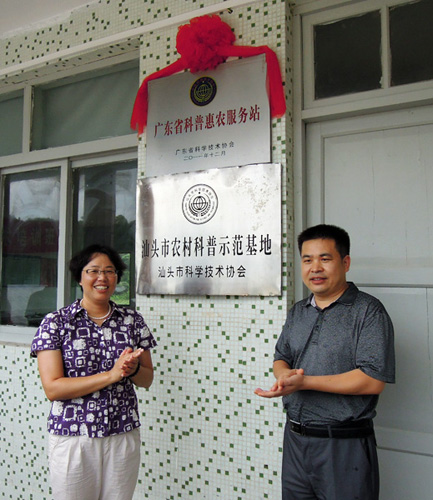 广东省科普惠农服务站
广东省科学技术协会
二〇一一年十二月
汕头市农村科普示范基地
汕头市科学技术协会